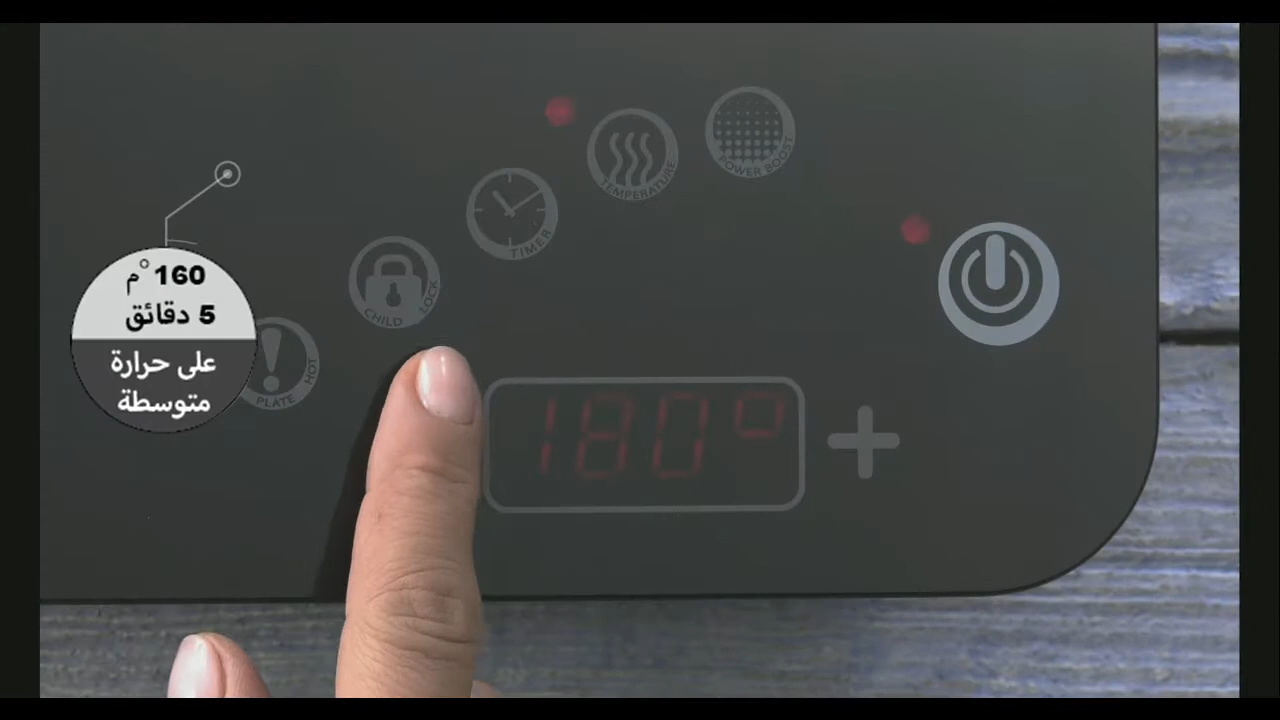 160 °م
5 دقائق
على حرارة
متوسطة
POWER BOOST
TEMPERATURE
TIMER
CHILD LOCK
HOT PLATE
180°